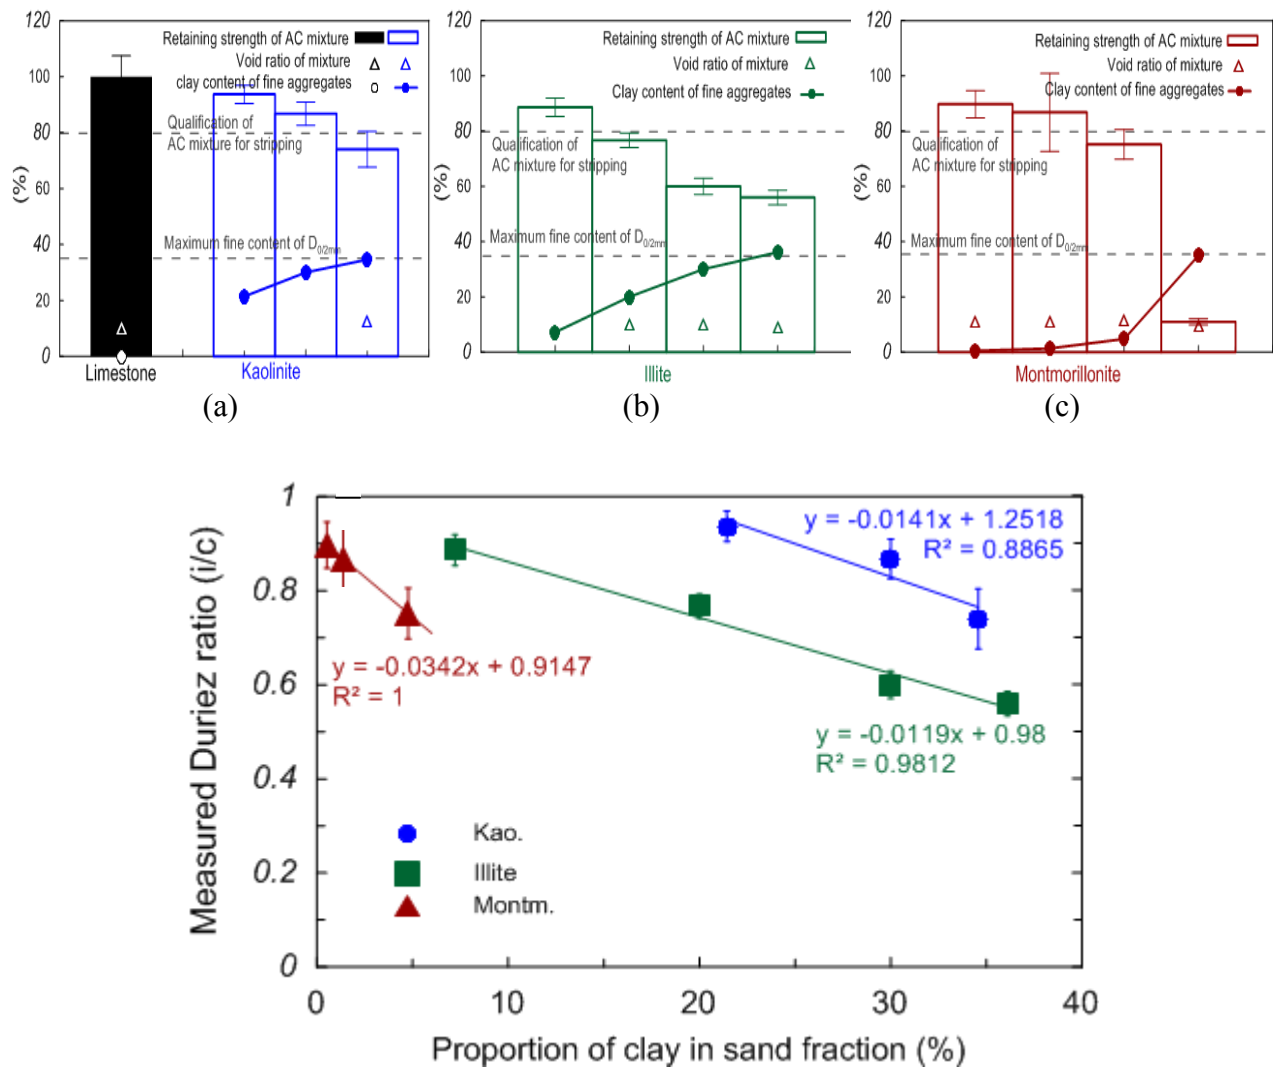 120
100
80
60
40
20
0
(%)
Retaining strength of AC mixture
Void ratio of mixture
clay content of fine aggregates
Qualification of
AC mixture for stripping
Maximum fine content of D0/2mm
Limestone
Kaolinite
(a)
120
100
80
60
40
20
0
(%)
Retaining strength of AC mixture
Void ratio of mixture
Clay content of fine aggregates
Qualification of
AC mixture for stripping
Maximum fine content of D0/2mm
Illite
(b)
120
100
80
60
40
20
0
(%)
Retaining strength of AC mixture
Void ratio of mixture
Clay content of fine aggregates
Qualification of
AC mixture for stripping
Maximum fine content of D0/2mm
Montmorillonite
(c)
Measured Duriez ratio (i/c)
1
0.8
0.6
0.4
0.2
0
y = -0.0141x + 1.2518
R² = 0.8865
y = -0.0342x + 0.9147
R² = 1
y = -0.0119x + 0.98
R² = 0.9812
Kao.
Illite
Montm.
0 10 20 30 40
Proportion of clay in sand fraction (%)